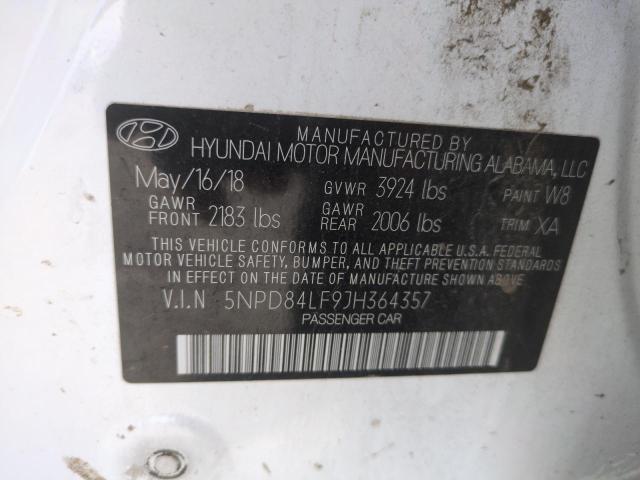 MANUFACTURED BY
HYUNDAI MOTOR MANUFACTURING ALABAMA, LLC
May/16/18 GVWR 3924 lbs PAINT W8
GAWR FRONT 2183 lbs GAWR REAR 2006 lbs TRIM XA
THIS VEHICLE CONFORMS TO ALL APPLICABLE U.S.A. FEDERAL
MOTOR VEHICLE SAFETY, BUMPER, AND THEFT PREVENTION STANDARDS
IN EFFECT ON THE DATE OF MANUFACTURE SHOWN ABOVE.
V.I.N 5NPD84LF9JH364357
PASSENGER CAR